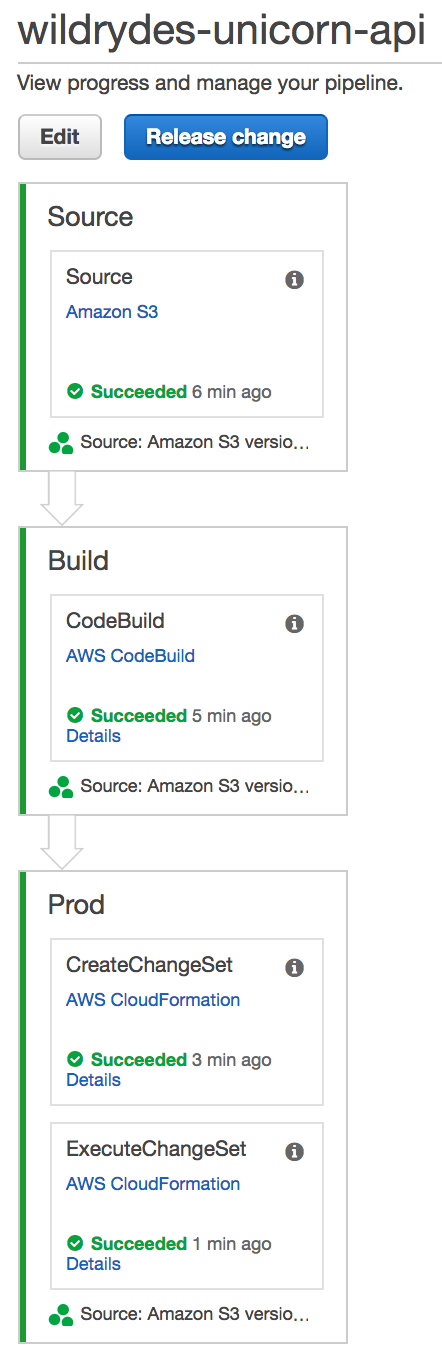 wildrydes-unicorn-api
View progress and manage your pipeline.
Edit
Release change
Source
Source
Amazon S3
Succeeded 6 min ago
Source: Amazon S3 versio...
Build
CodeBuild
AWS CodeBuild
Succeeded 5 min ago
Details
Source: Amazon S3 versio...
Prod
CreateChangeSet
AWS CloudFormation
Succeeded 3 min ago
Details
ExecuteChangeSet
AWS CloudFormation
Succeeded 1 min ago
Details
Source: Amazon S3 versio...